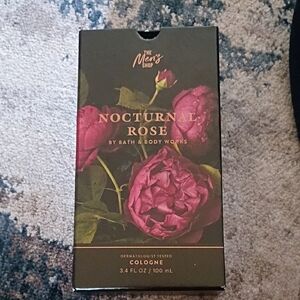 THE
Men's
SHOP
NOCTURNAL
ROSE
BY BATH & BODY WORKS
DERMATOLOGIST TESTED
COLOGNE
3.4 FL OZ / 100 mL